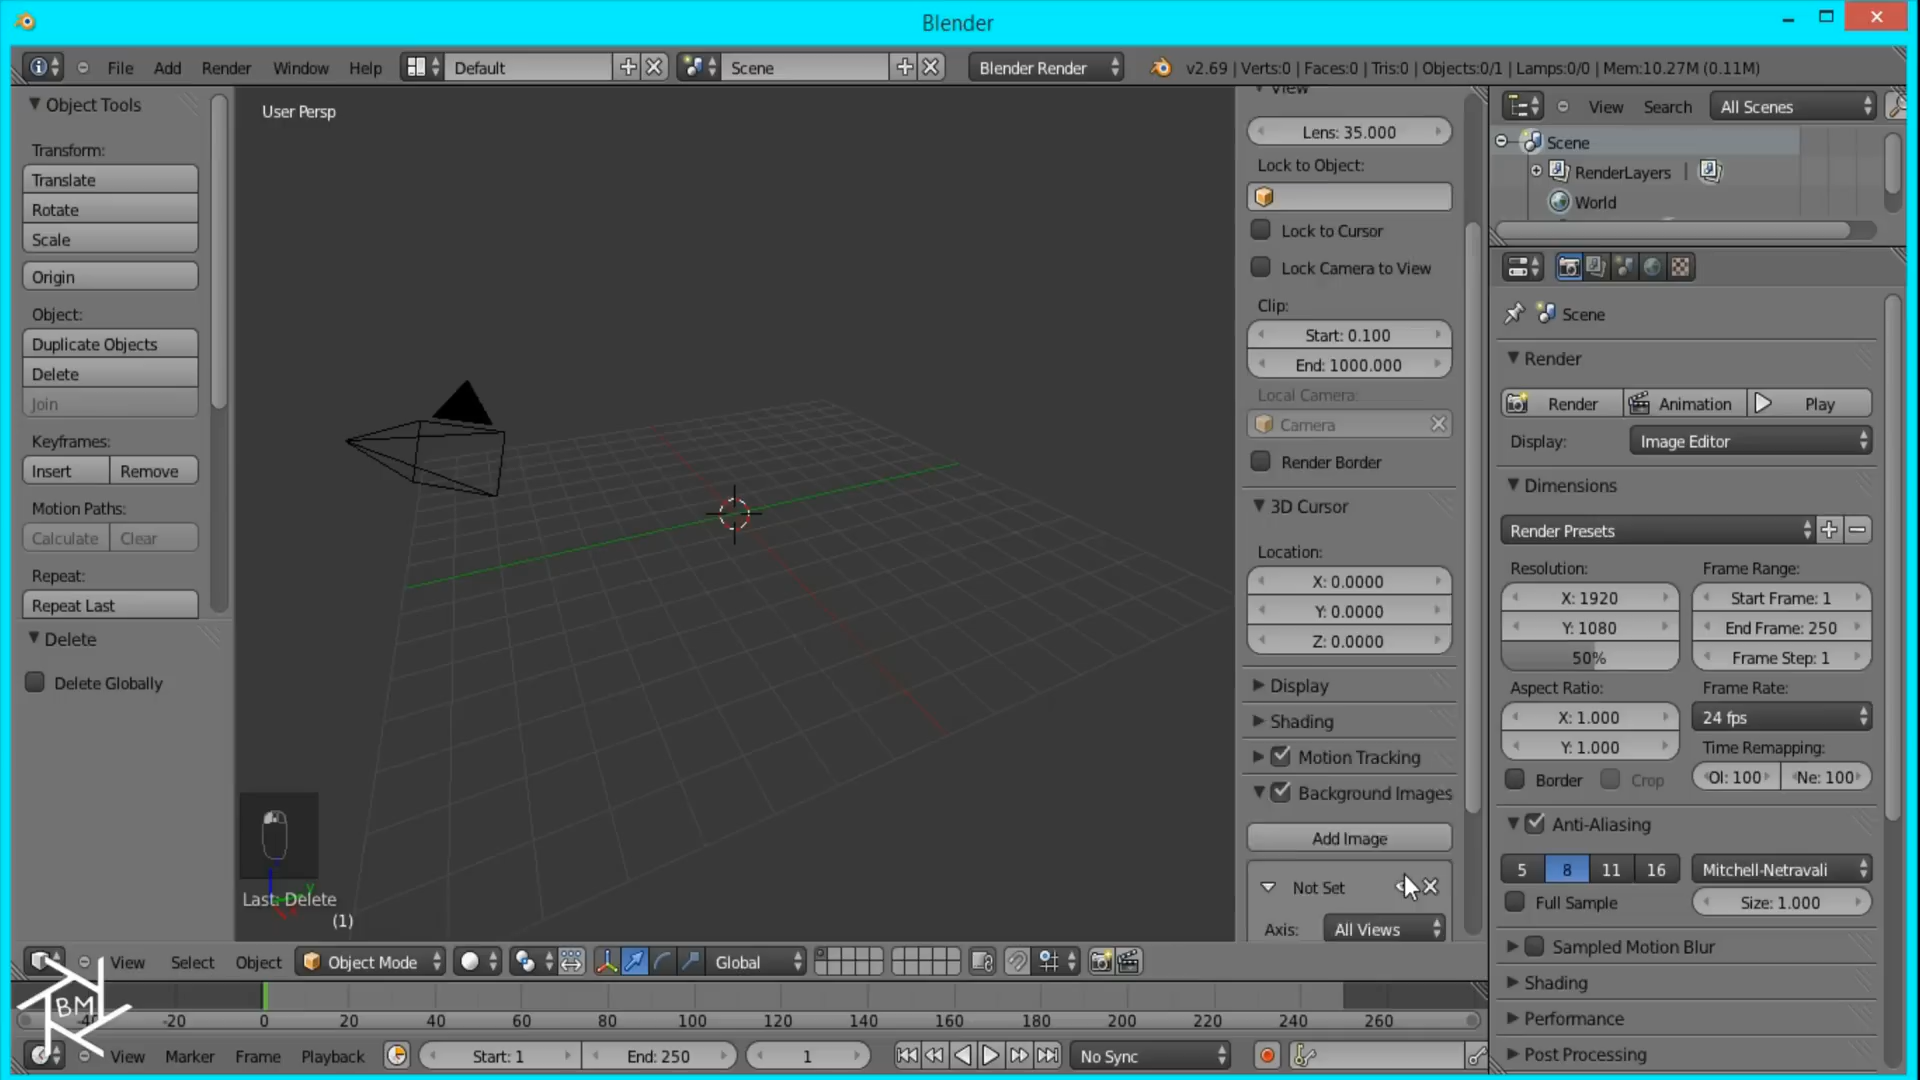 Blender
File Add Render Window Help Default Scene Blender Render v2.69 | Verts:0 | Faces:0 | Tris:0 | Objects:0/1 | Lamps:0/0 | Mem:10.27M (0.11M)
Object Tools
Transform:
Translate
Rotate
Scale
Origin
Object:
Duplicate Objects
Delete
Join
Keyframes:
Insert Remove
Motion Paths:
Calculate Clear
Repeat:
Repeat Last
Delete
Delete Globally
User Persp
Last: Delete
(1)
View
Lens: 35.000
Lock to Object:
Lock to Cursor
Lock Camera to View
Clip:
Start: 0.100
End: 1000.000
Local Camera:
Camera
Render Border
3D Cursor
Location:
X: 0.0000
Y: 0.0000
Z: 0.0000
Display
Shading
Motion Tracking
Background Images
Add Image
Not Set
Axis: All Views
View Search All Scenes
Scene
RenderLayers |
World
Scene
Render
Render Animation Play
Display: Image Editor
Dimensions
Render Presets
Resolution: Frame Range:
X: 1920 Start Frame: 1
Y: 1080 End Frame: 250
50% Frame Step: 1
Aspect Ratio: Frame Rate:
X: 1.000 24 fps
Y: 1.000 Time Remapping:
Border Crop Ol: 100 Ne: 100
Anti-Aliasing
5 8 11 16 Mitchell-Netravali
Full Sample Size: 1.000
Sampled Motion Blur
Shading
Performance
Post Processing
View Select Object Object Mode Global
BM
-40 -20 0 20 40 60 80 100 120 140 160 180 200 220 240 260
View Marker Frame Playback Start: 1 End: 250 1 No Sync